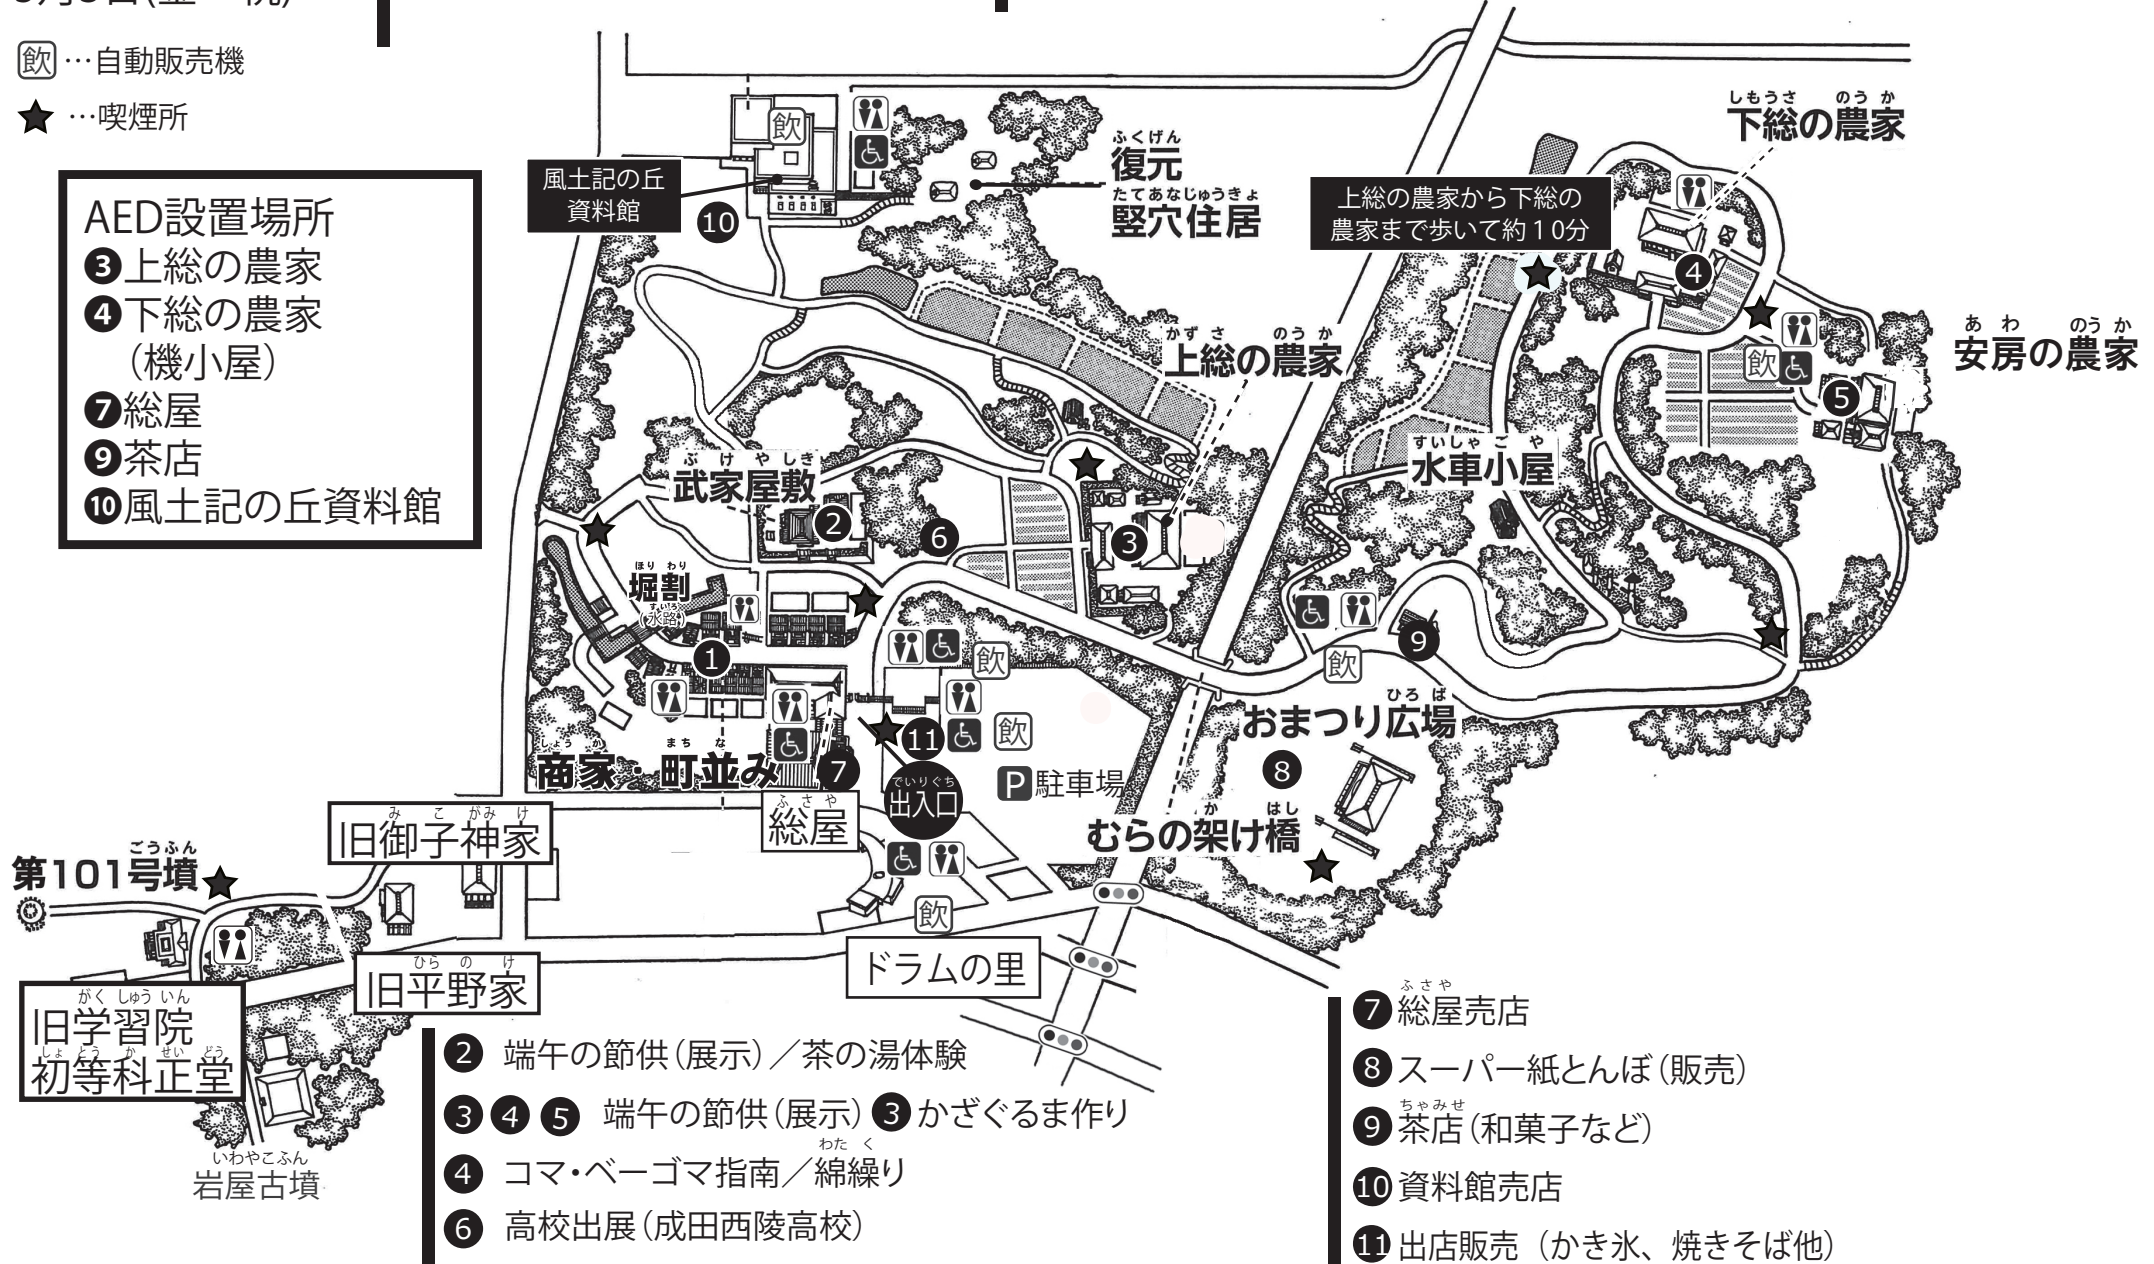 飲…自動販売機
★…喫煙所
AED設置場所
❸上総の農家
❹下総の農家
（機小屋）
❼総屋
❾茶店
❿風土記の丘資料館
風土記の丘
資料館
10
飲
ふくげん
復元
たてあなじゅうきょ
竪穴住居
上総の農家から下総の
農家まで歩いて約10分
しもうさ のうか
下総の農家
4
あわ のうか
安房の農家
飲
5
かずさ のうか
上総の農家
3
すいしゃごや
水車小屋
ぶけやしき
武家屋敷
2
6
ほりわり
堀割
すいろ
(水路)
1
飲
9
飲
ひろば
おまつり広場
8
11
飲
しょうか まちな
商家・町並み
7
でいりぐち
出入口
P駐車場
かはし
むらの架け橋
ふさや
総屋
みこがみけ
旧御子神家
ごうふん
第101号墳
飲
ドラムの里
ひらのけ
旧平野家
がくしゅういん
旧学習院
しょとうかせいどう
初等科正堂
いわやこふん
岩屋古墳
❷ 端午の節供（展示）／茶の湯体験
❸❹❺ 端午の節供（展示）❸かざぐるま作り
わたく
❹ コマ・ベーゴマ指南／綿繰り
❻ 高校出展（成田西陵高校）
ふさや
❼総屋売店
❽スーパー紙とんぼ（販売）
ちゃみせ
❾茶店（和菓子など）
❿資料館売店
⓫出店販売（かき氷、焼きそば他）